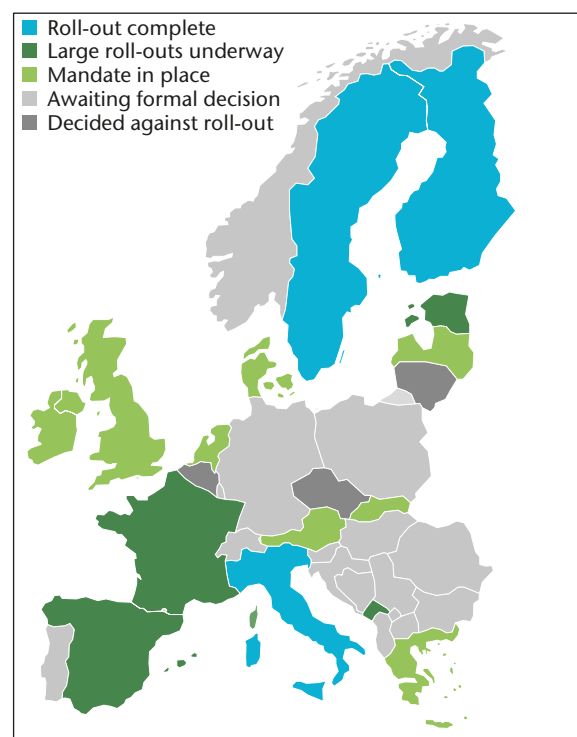 Roll-out complete
Large roll-outs underway
Mandate in place
Awaiting formal decision
Decided against roll-out